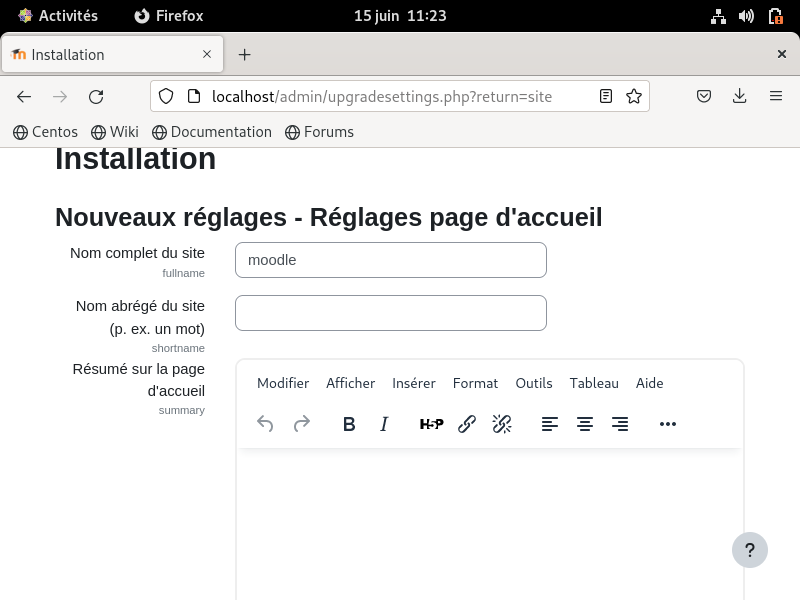 Activités
Firefox
15 juin 11:23
Installation
localhost/admin/upgradesettings.php?return=site
Centos
Wiki
Documentation
Forums
Installation
Nouveaux réglages - Réglages page d'accueil
Nom complet du site
fullname
moodle
Nom abrégé du site
(p. ex. un mot)
shortname
Résumé sur la page
d'accueil
summary
Modifier Afficher Insérer Format Outils Tableau Aide
B I H5P
?